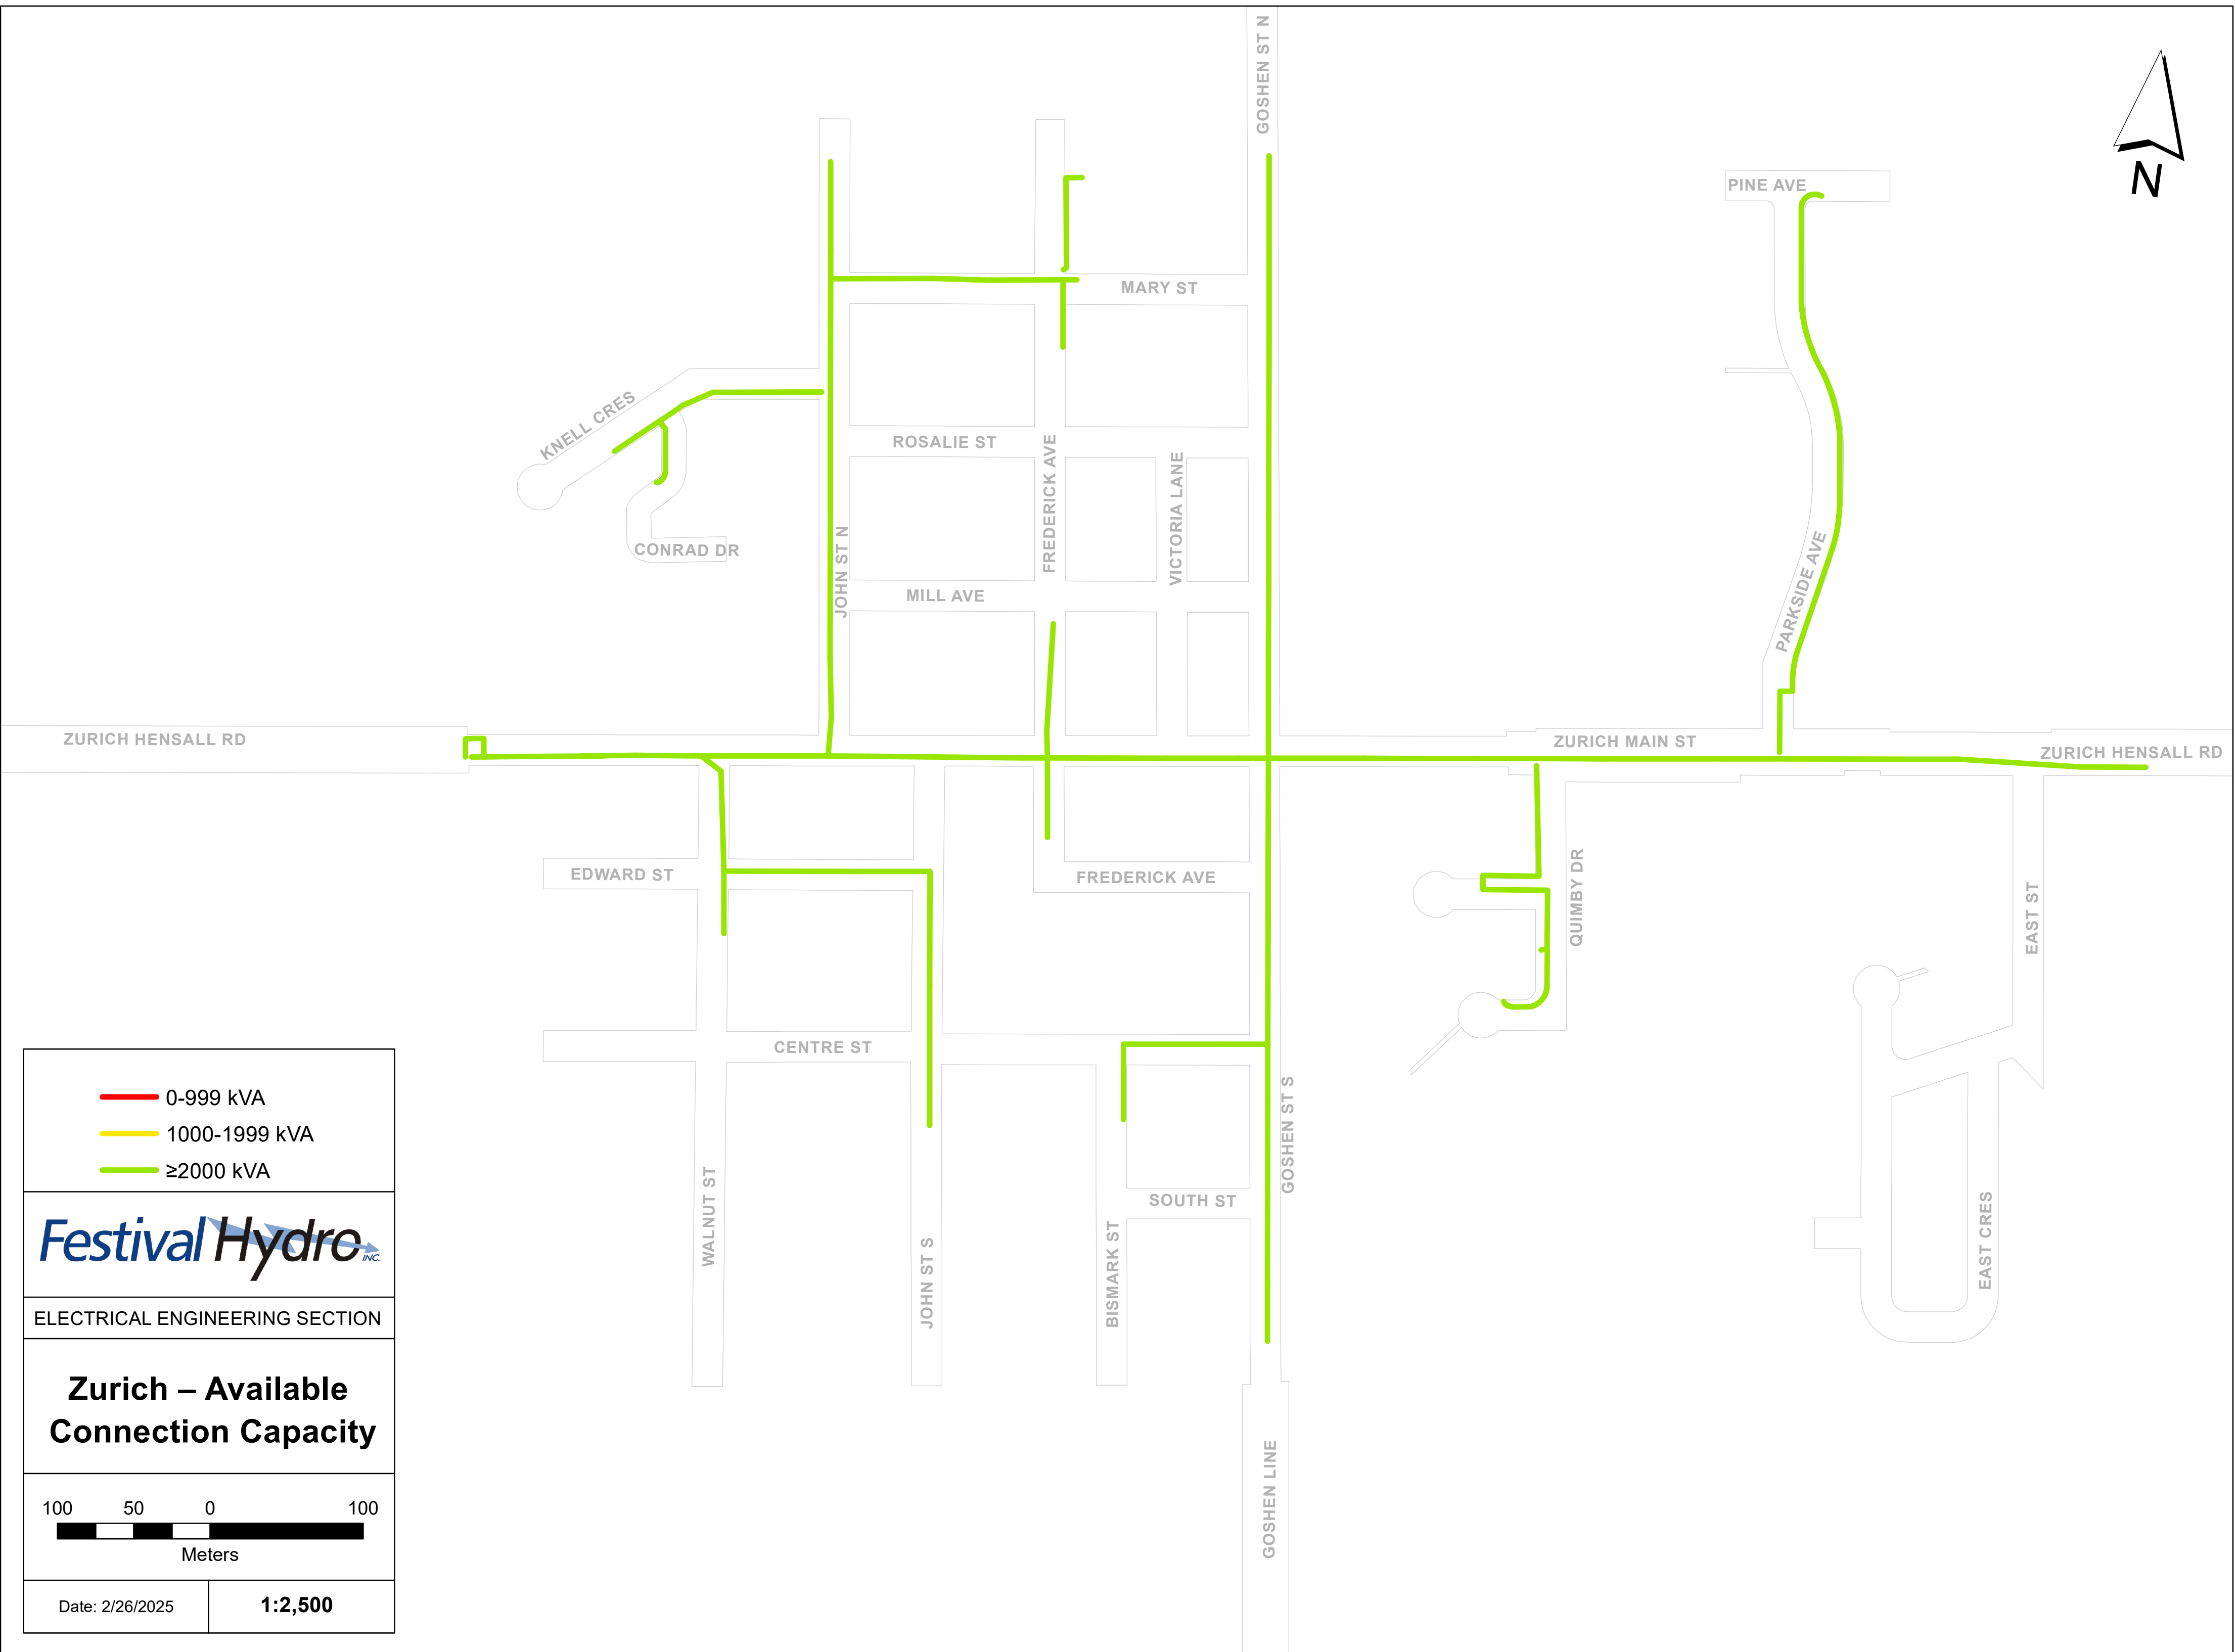 GOSHEN ST N
N
PINE AVE
MARY ST
KNELL CRES
ROSALIE ST
FREDERICK AVE
VICTORIA LANE
JOHN ST N
CONRAD DR
MILL AVE
PARKSIDE AVE
ZURICH HENSALL RD
ZURICH MAIN ST
ZURICH HENSALL RD
EDWARD ST
FREDERICK AVE
QUIMBY DR
EAST ST
CENTRE ST
GOSHEN ST S
WALNUT ST
JOHN ST S
BISMARK ST
SOUTH ST
EAST CRES
GOSHEN LINE
0-999 kVA
1000-1999 kVA
≥2000 kVA
Festival Hydro INC.
ELECTRICAL ENGINEERING SECTION
Zurich – Available
Connection Capacity
100 50 0 100
Meters
Date: 2/26/2025
1:2,500